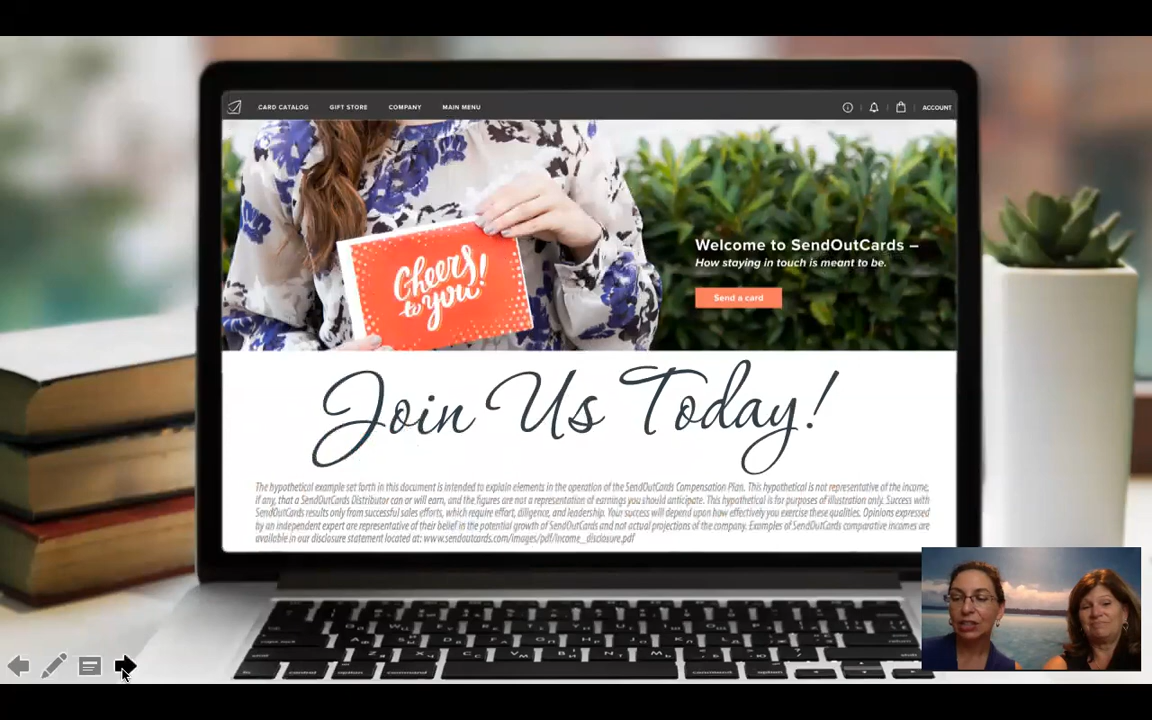 CARD CATALOG GIFT STORE COMPANY MAIN MENU ACCOUNT
Cheers
to you!
Welcome to SendOutCards –
How staying in touch is meant to be.
Send a card
Join Us Today!
The hypothetical example set forth in this document is intended to explain elements in the operation of the SendOutCards Compensation Plan. This hypothetical is not representative of the income,
if any, that a SendOutCards Distributor can or will earn, and the figures are not a representation of earnings you should anticipate. This hypothetical is for purposes of illustration only. Success with
SendOutCards results only from successful sales efforts, which require effort, diligence, and leadership. Your success will depend upon how effectively you exercise these qualities. Opinions expressed
by an independent expert are representative of their belief in the potential growth of SendOutCards and not actual projections of the company. Examples of SendOutCards comparative incomes are
available in our disclosure statement located at: www.sendoutcards.com/images/pdf/income_disclosure.pdf
control option command command option